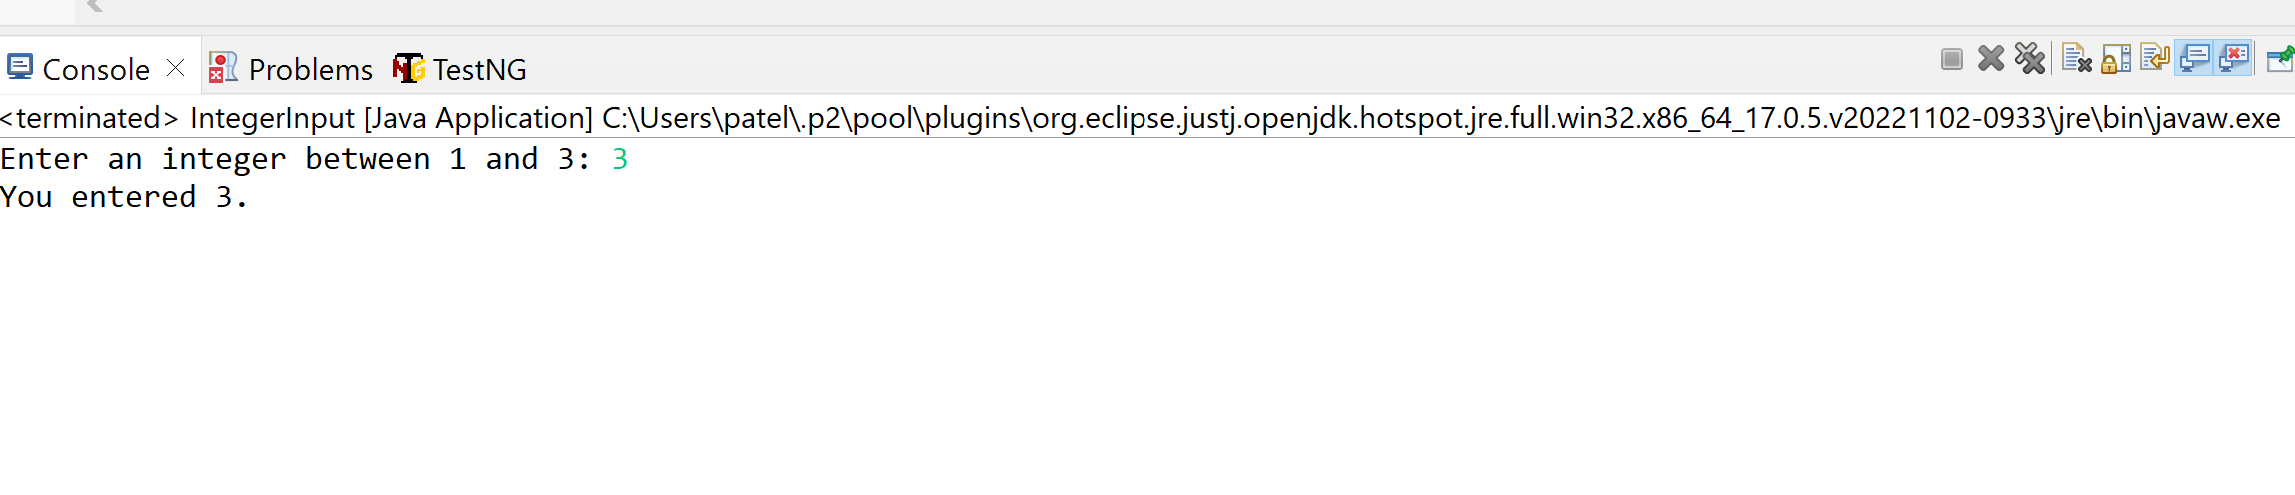 Console Problems TestNG
<terminated> IntegerInput [Java Application] C:\Users\patel\.p2\pool\plugins\org.eclipse.justj.openjdk.hotspot.jre.full.win32.x86_64_17.0.5.v20221102-0933\jre\bin\javaw.exe
Enter an integer between 1 and 3: 3
You entered 3.